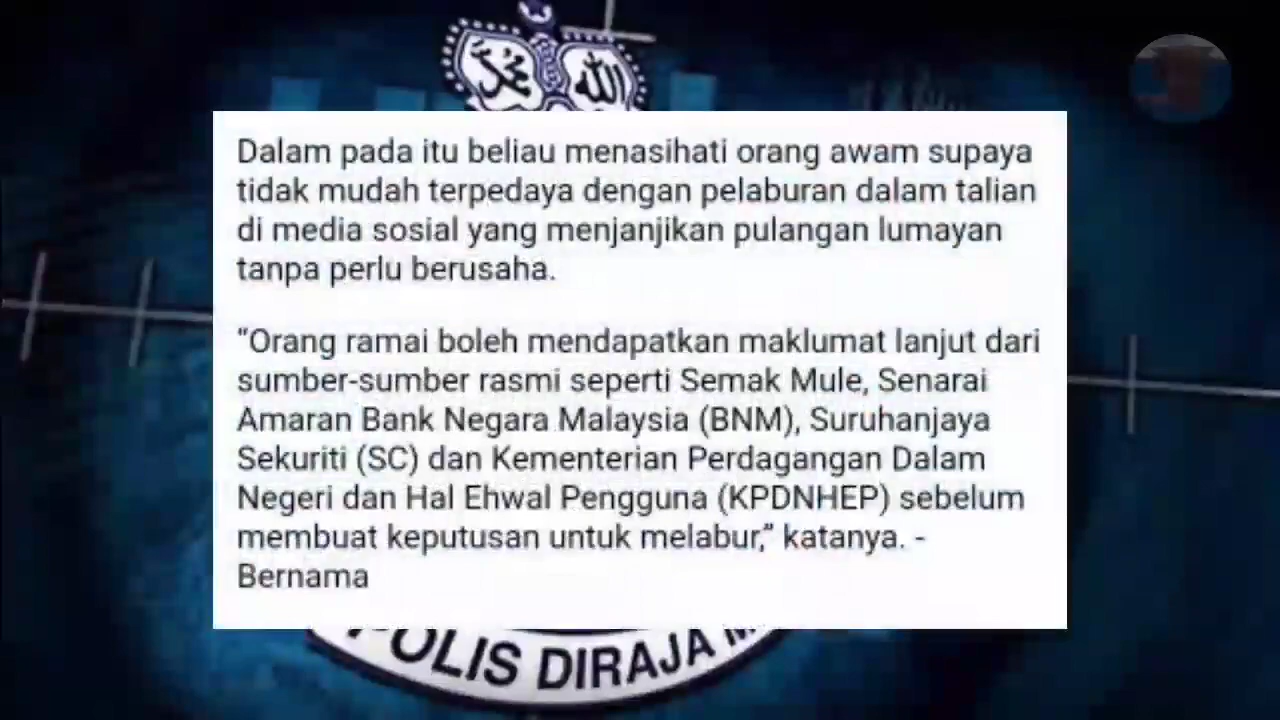 محمد الله
Dalam pada itu beliau menasihati orang awam supaya
tidak mudah terpedaya dengan pelaburan dalam talian
di media sosial yang menjanjikan pulangan lumayan
tanpa perlu berusaha.
“Orang ramai boleh mendapatkan maklumat lanjut dari
sumber-sumber rasmi seperti Semak Mule, Senarai
Amaran Bank Negara Malaysia (BNM), Suruhanjaya
Sekuriti (SC) dan Kementerian Perdagangan Dalam
Negeri dan Hal Ehwal Pengguna (KPDNHEP) sebelum
membuat keputusan untuk melabur,” katanya. -
Bernama
POLIS DIRAJA